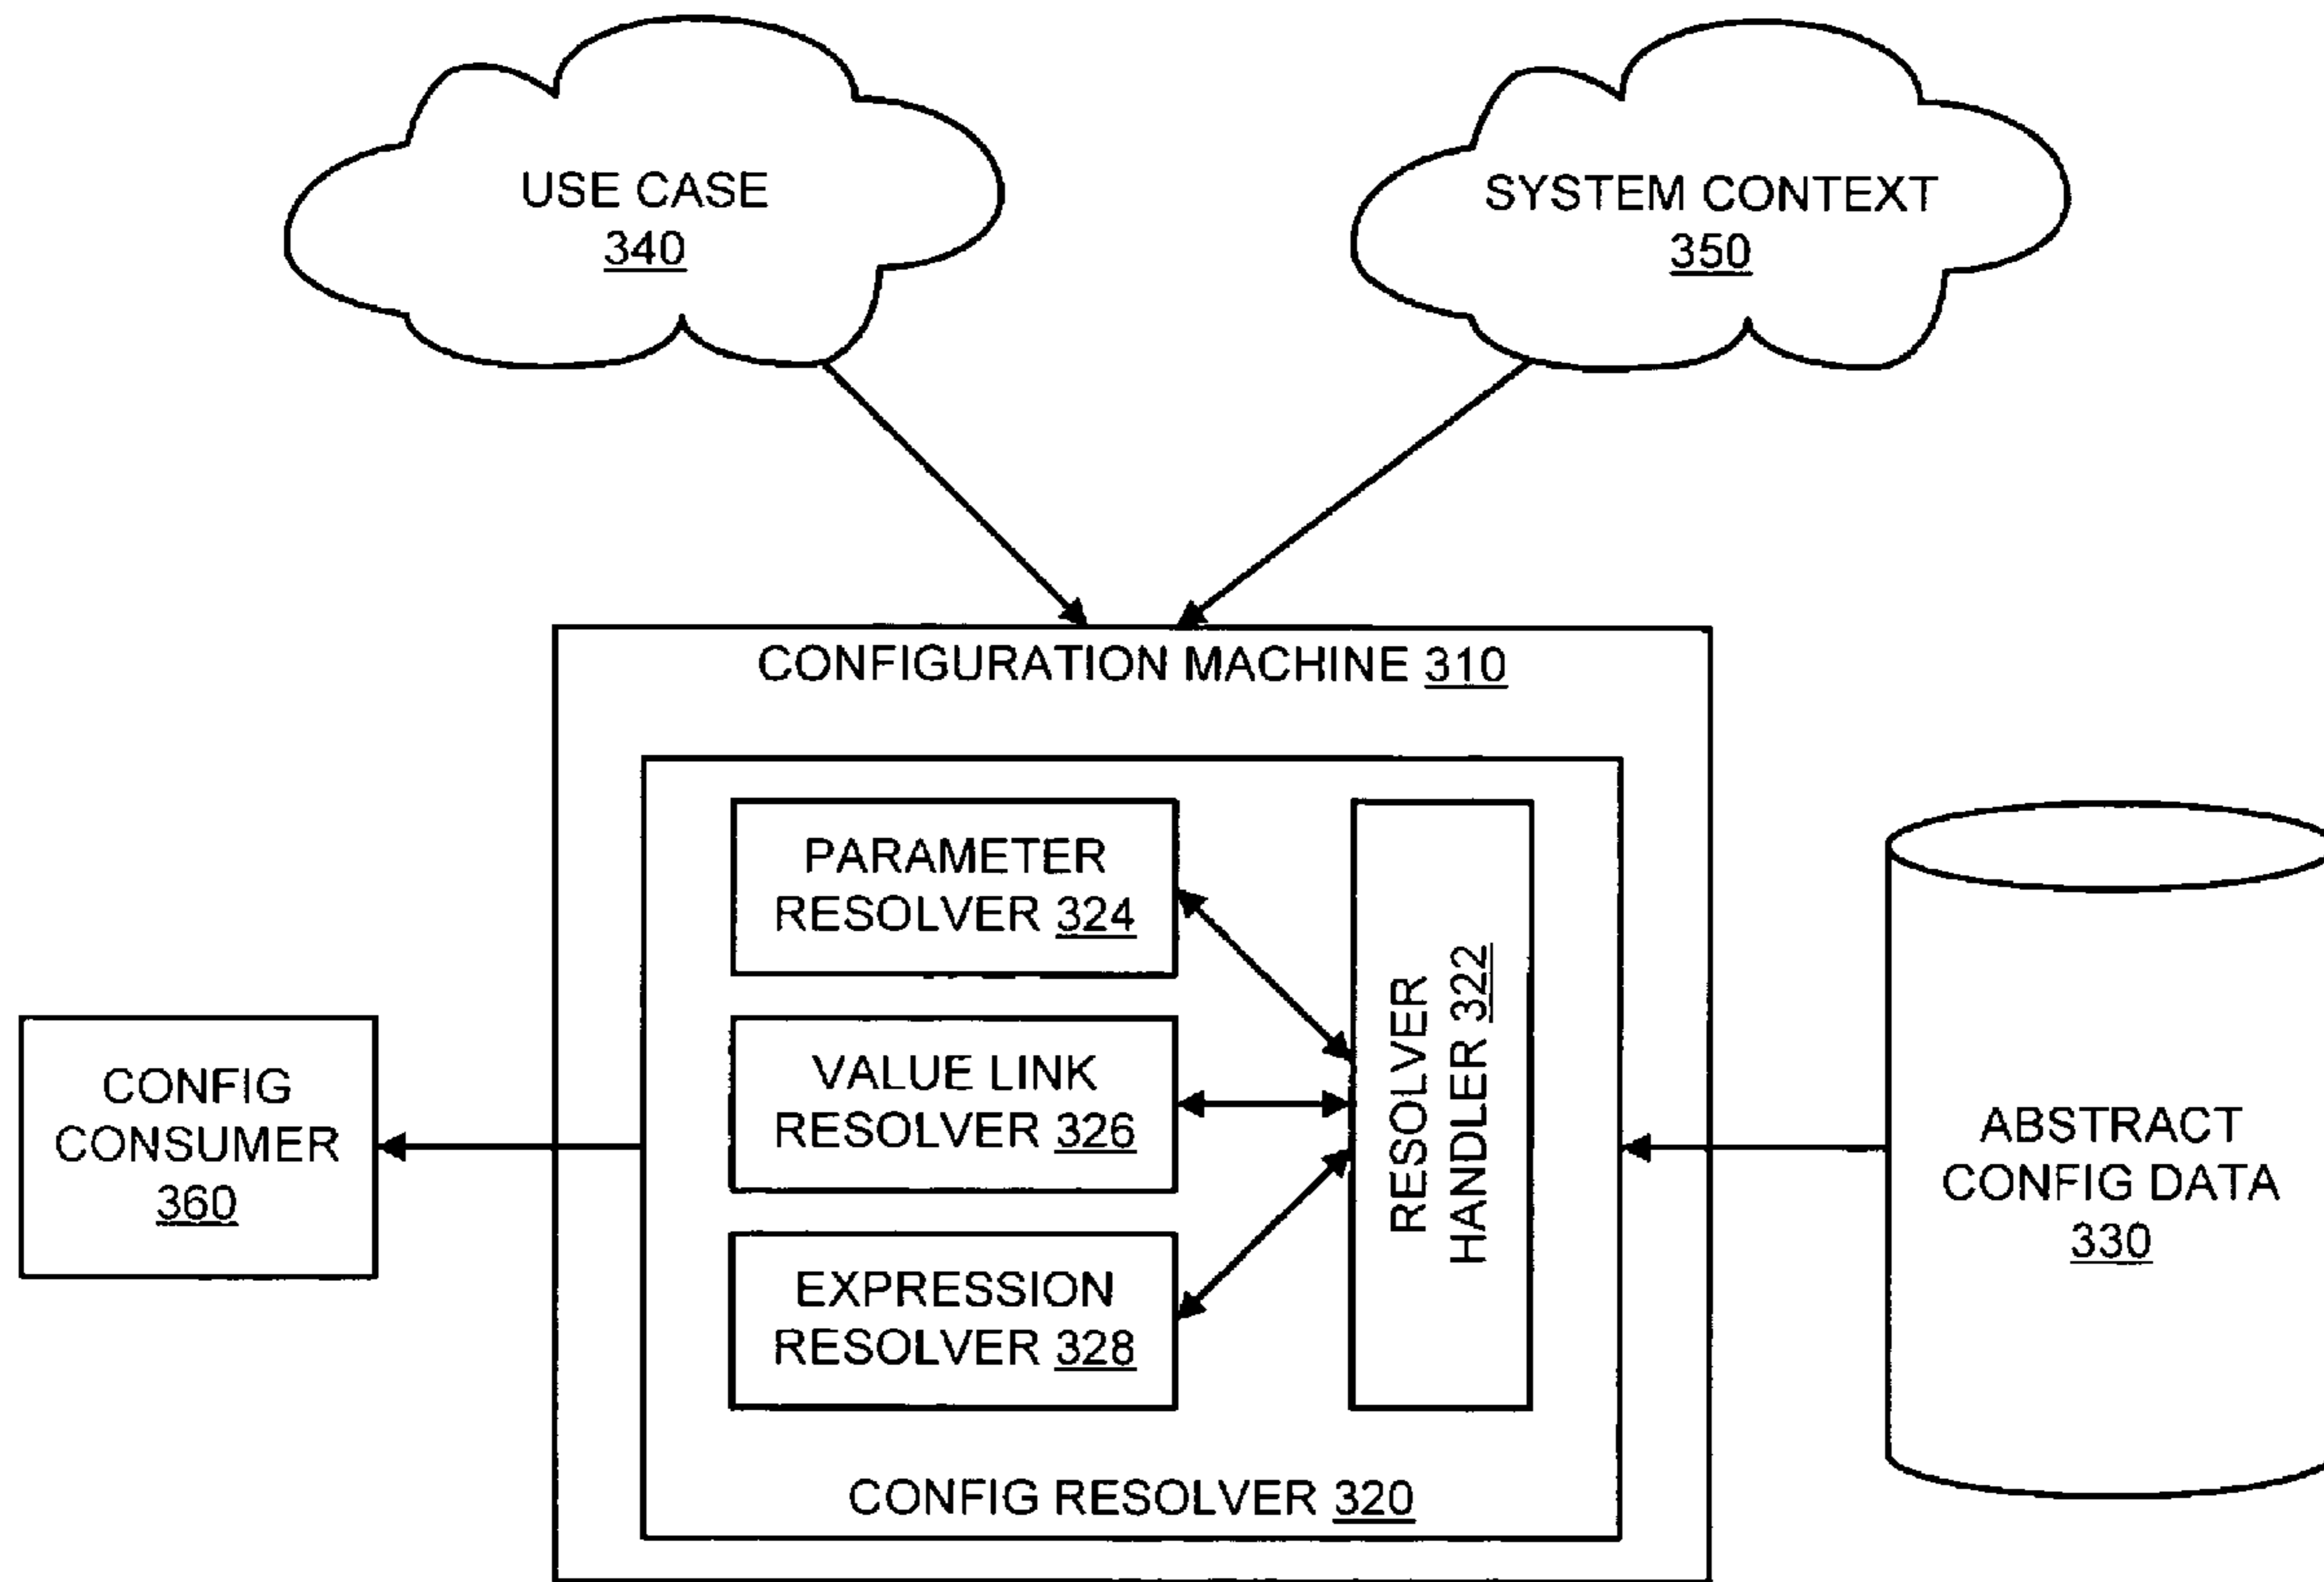 USE CASE
340
SYSTEM CONTEXT
350
CONFIGURATION MACHINE 310
PARAMETER
RESOLVER 324
VALUE LINK
RESOLVER 326
EXPRESSION
RESOLVER 328
RESOLVER
HANDLER 322
CONFIG RESOLVER 320
CONFIG
CONSUMER
360
ABSTRACT
CONFIG DATA
330